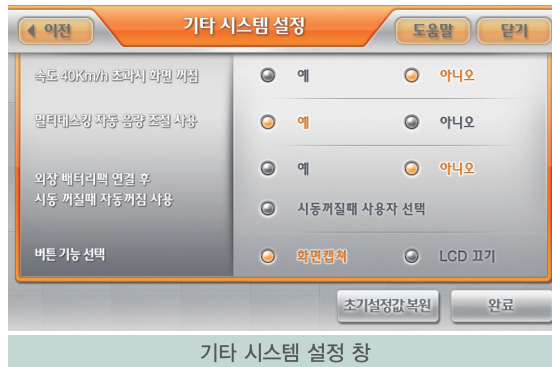 이전
기타 시스템 설정
도움말
닫기
속도 40Km/h 초과시 화면 꺼짐
예
아니오
멀티태스킹 자동 음량 조절 사용
예
아니오
외장 배터리팩 연결 후
시동 꺼질때 자동꺼짐 사용
예
아니오
시동꺼질때 사용자 선택
버튼 기능 선택
화면캡쳐
LCD 끄기
초기설정값 복원
완료
기타 시스템 설정 창